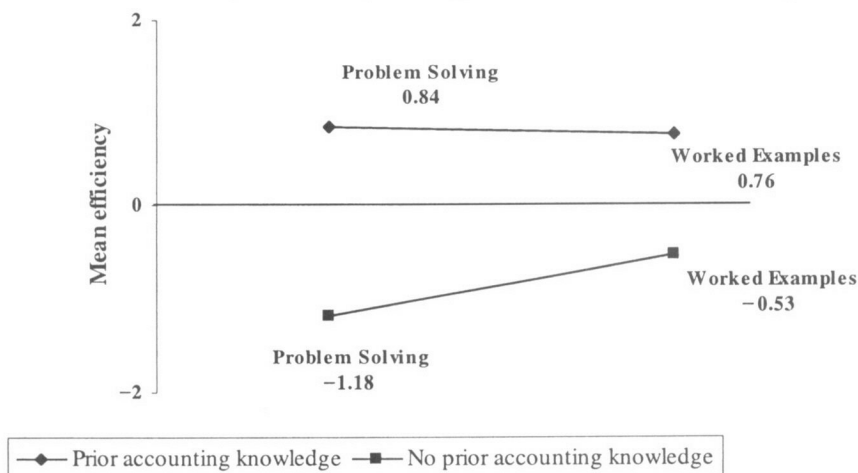 2
Problem Solving
0.84
Worked Examples
0.76
Mean efficiency
0
Worked Examples
−0.53
Problem Solving
−1.18
−2
Prior accounting knowledge No prior accounting knowledge